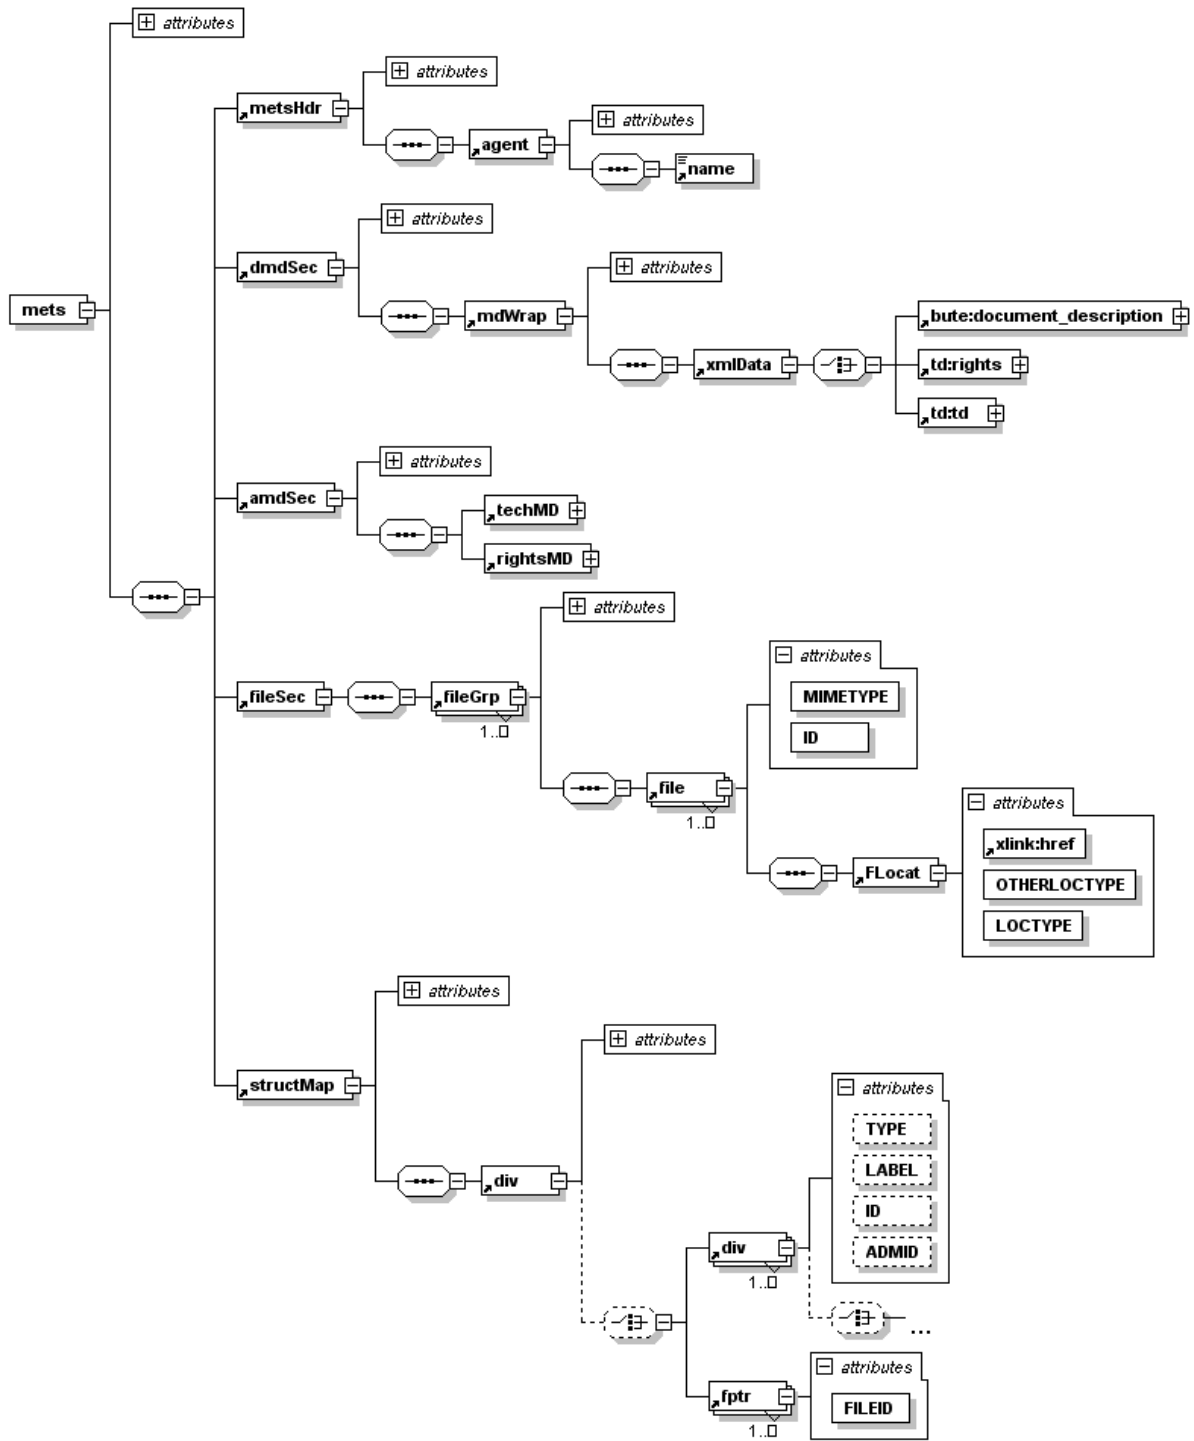 attributes
attributes
metsHdr
attributes
agent
name
attributes
dmdSec
attributes
mets
mdWrap
bute:document_description
xmlData
td:rights
td:td
attributes
amdSec
techMD
rightsMD
attributes
attributes
fileSec
fileGrp
MIMETYPE
1..
ID
file
attributes
1..
xlink:href
FLocat
OTHERLOCTYPE
LOCTYPE
attributes
attributes
structMap
attributes
TYPE
LABEL
div
ID
div
ADMID
1..
...
attributes
fptr
FILEID
1..